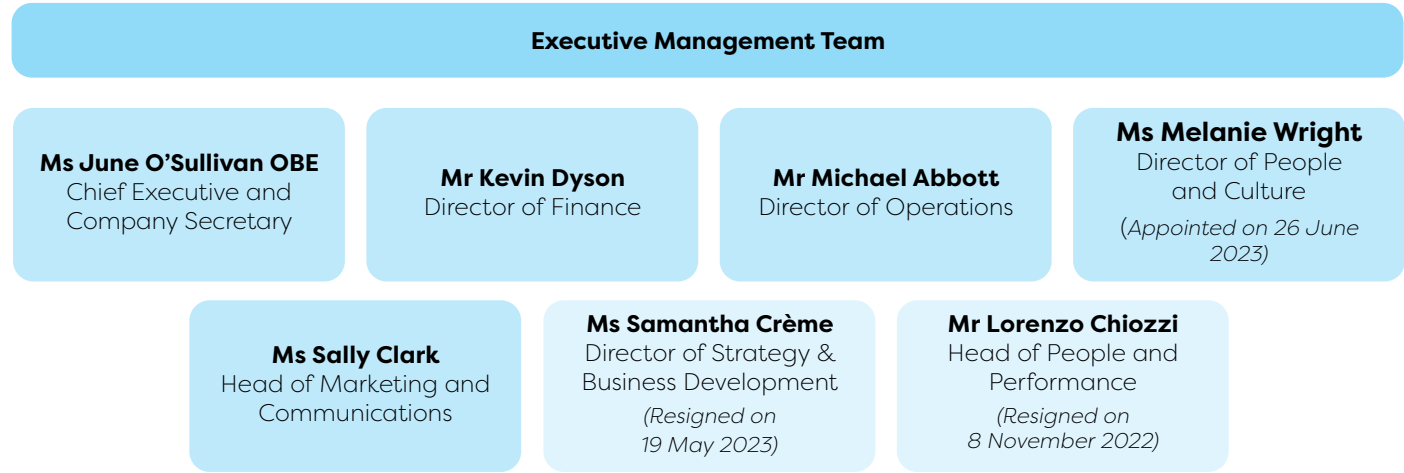 Executive Management Team
Ms June O’Sullivan OBE
Chief Executive and
Company Secretary
Mr Kevin Dyson
Director of Finance
Mr Michael Abbott
Director of Operations
Ms Melanie Wright
Director of People
and Culture
(Appointed on 26 June
2023)
Ms Sally Clark
Head of Marketing and
Communications
Ms Samantha Crème
Director of Strategy &
Business Development
(Resigned on
19 May 2023)
Mr Lorenzo Chiozzi
Head of People and
Performance
(Resigned on
8 November 2022)